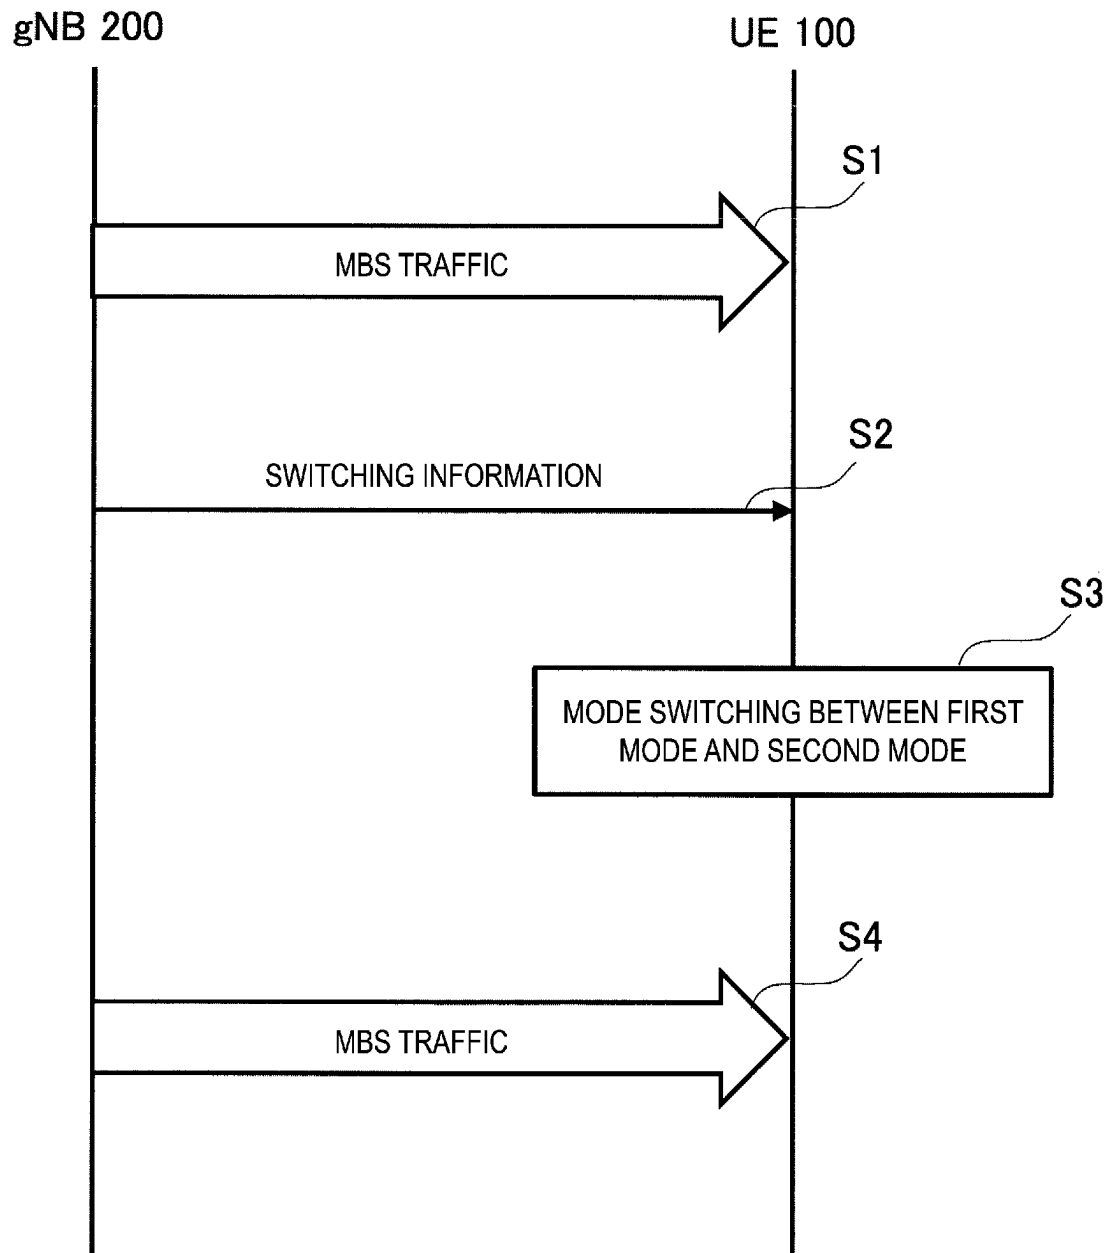 gNB 200
UE 100
S1
MBS TRAFFIC
S2
SWITCHING INFORMATION
S3
MODE SWITCHING BETWEEN FIRST
MODE AND SECOND MODE
S4
MBS TRAFFIC